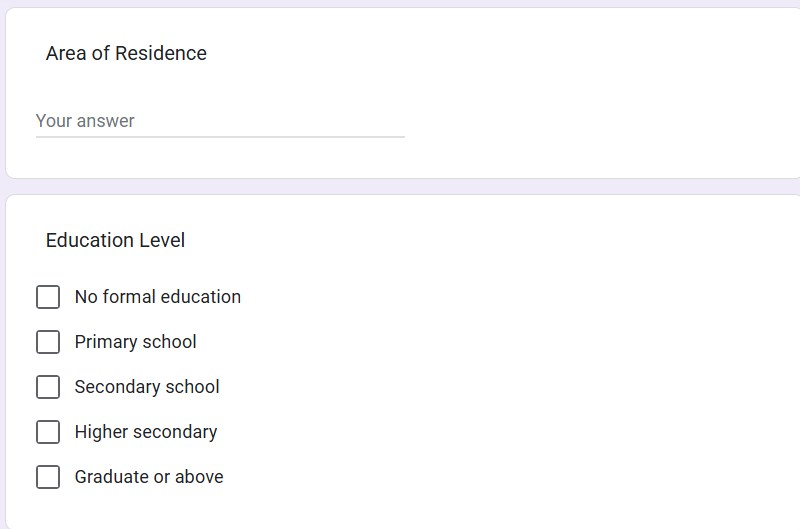 Area of Residence
Your answer
Education Level
No formal education
Primary school
Secondary school
Higher secondary
Graduate or above